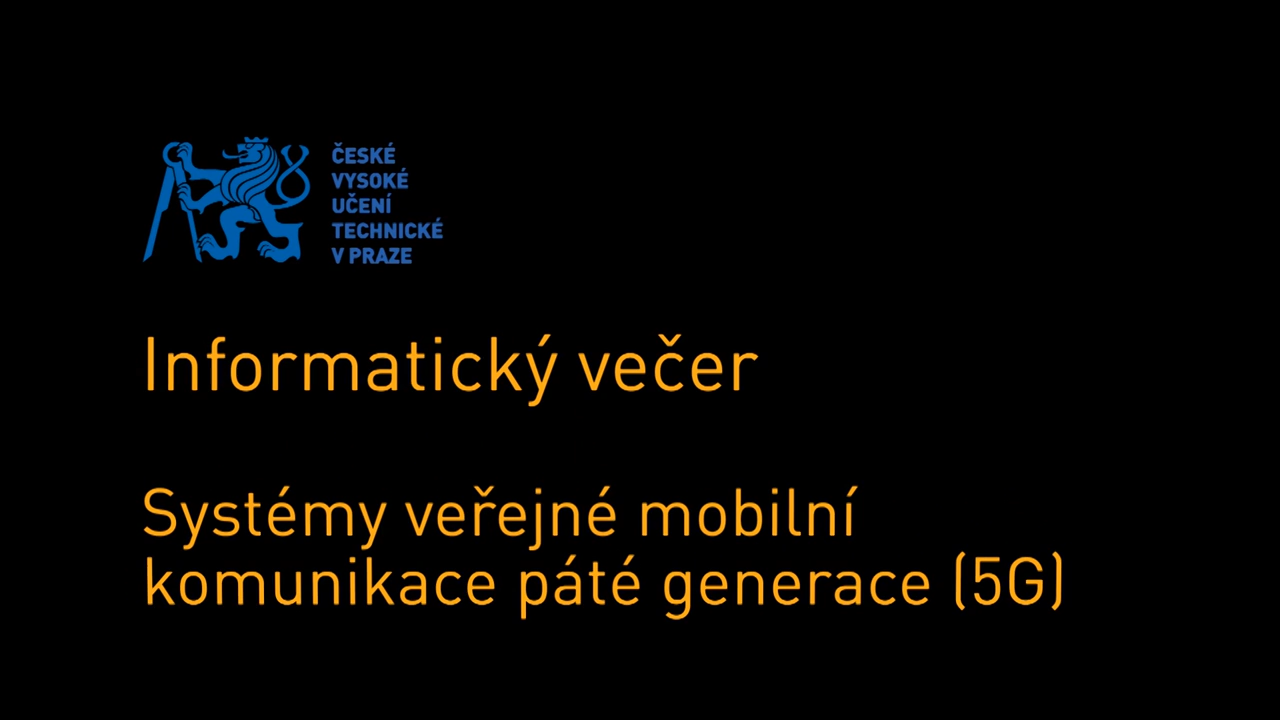 ČESKÉ
VYSOKÉ
UČENÍ
TECHNICKÉ
V PRAZE
Informatický večer
Systémy veřejné mobilní
komunikace páté generace (5G)